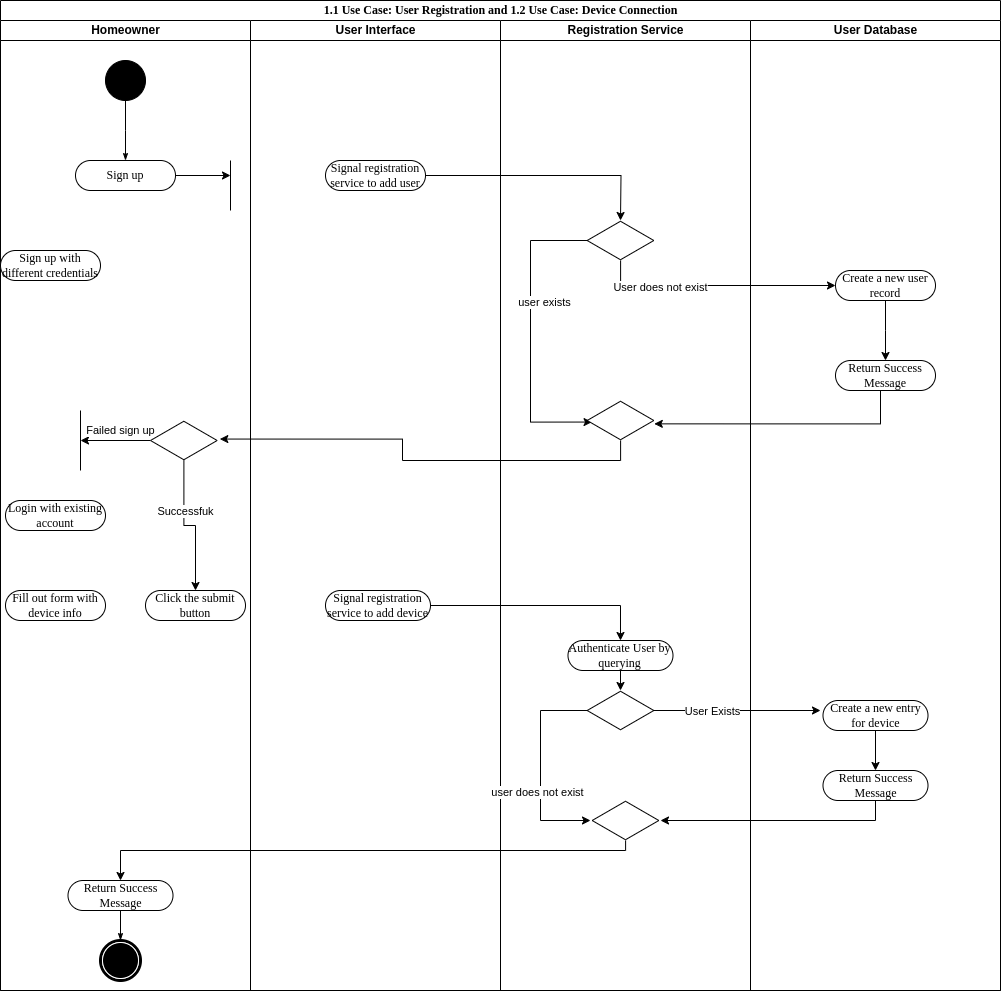 1.1 Use Case: User Registration and 1.2 Use Case: Device Connection
Homeowner
User Interface
Registration Service
User Database
Sign up
Signal registration
service to add user
Sign up with
different credentials
User does not exist
user exists
Create a new user
record
Return Success
Message
Failed sign up
Login with existing
account
Successfuk
Fill out form with
device info
Click the submit
button
Signal registration
service to add device
Authenticate User by
querying
User Exists
Create a new entry
for device
user does not exist
Return Success
Message
Return Success
Message